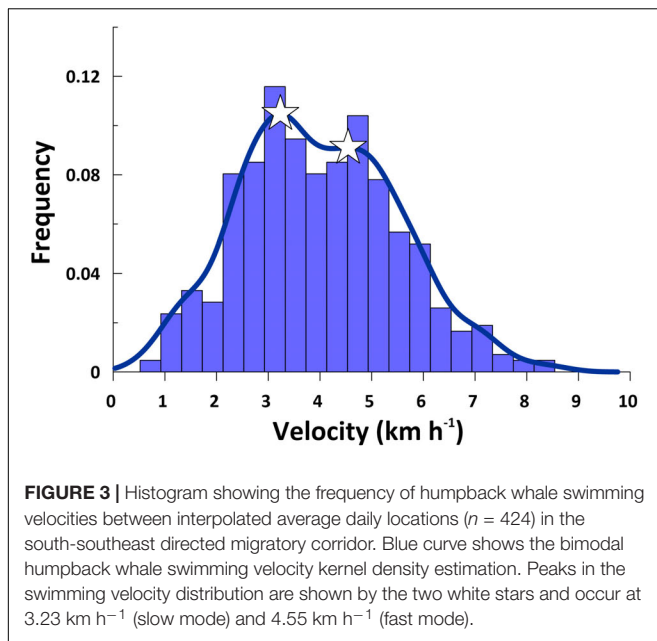 0.12
0.08
0.04
0
Frequency
0 1 2 3 4 5 6 7 8 9 10
Velocity (km h⁻¹)
FIGURE 3 | Histogram showing the frequency of humpback whale swimming
velocities between interpolated average daily locations (n = 424) in the
south-southeast directed migratory corridor. Blue curve shows the bimodal
humpback whale swimming velocity kernel density estimation. Peaks in the
swimming velocity distribution are shown by the two white stars and occur at
3.23 km h⁻¹ (slow mode) and 4.55 km h⁻¹ (fast mode).